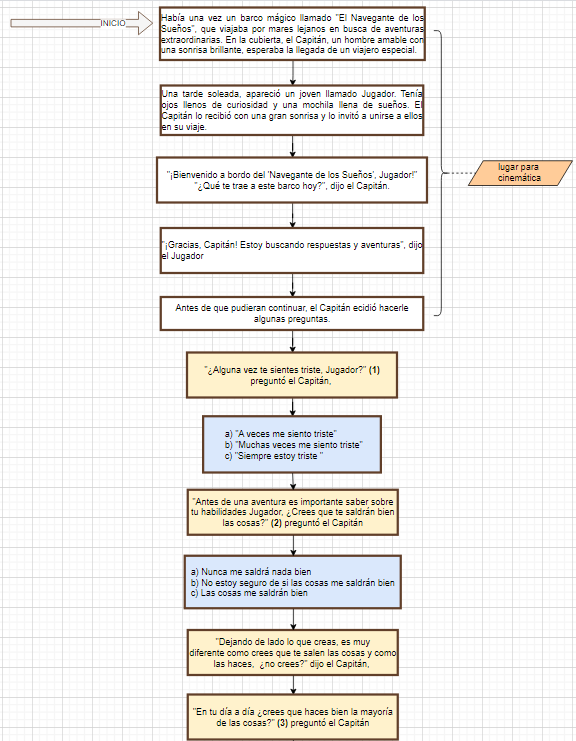 INICIO
Había una vez un barco mágico llamado "El Navegante de los
Sueños", que viajaba por mares lejanos en busca de aventuras
extraordinarias. En la cubierta, el Capitán, un hombre amable con
una sonrisa brillante, esperaba la llegada de un viajero especial.
Una tarde soleada, apareció un joven llamado Jugador. Tenía
ojos llenos de curiosidad y una mochila llena de sueños. El
Capitán lo recibió con una gran sonrisa y lo invitó a unirse a ellos
en su viaje.
"¡Bienvenido a bordo del 'Navegante de los Sueños', Jugador!"
"¿Qué te trae a este barco hoy?", dijo el Capitán.
lugar para
cinemática
"¡Gracias, Capitán! Estoy buscando respuestas y aventuras", dijo
el Jugador
Antes de que pudieran continuar, el Capitán ecidió hacerle
algunas preguntas.
"¿Alguna vez te sientes triste, Jugador?" (1)
preguntó el Capitán,
a) "A veces me siento triste"
b) "Muchas veces me siento triste"
c) "Siempre estoy triste "
"Antes de una aventura es importante saber sobre
tu habilidades Jugador, ¿Crees que te saldrán bien
las cosas?" (2) preguntó el Capitán
a) Nunca me saldrá nada bien
b) No estoy seguro de si las cosas me saldrán bien
c) Las cosas me saldrán bien
"Dejando de lado lo que creas, es muy
diferente como crees que te salen las cosas y como
las haces, ¿no crees?" dijo el Capitán,
"En tu día a día ¿crees que haces bien la mayoría
de las cosas?" (3) preguntó el Capitán